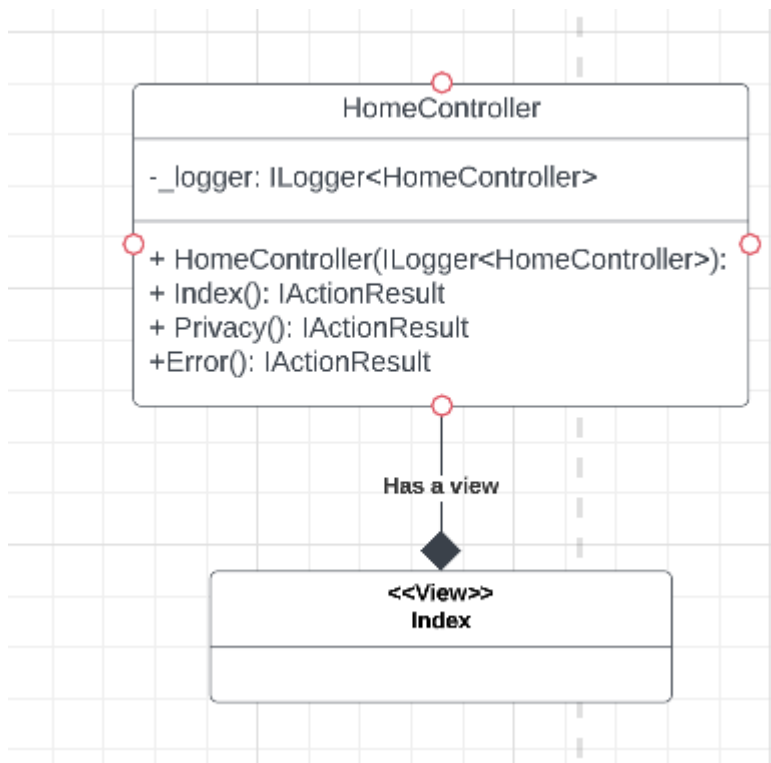 HomeController
-_logger: ILogger<HomeController>
+ HomeController(ILogger<HomeController>):
+ Index(): IActionResult
+ Privacy(): IActionResult
+Error(): IActionResult
Has a view
<<View>>
Index